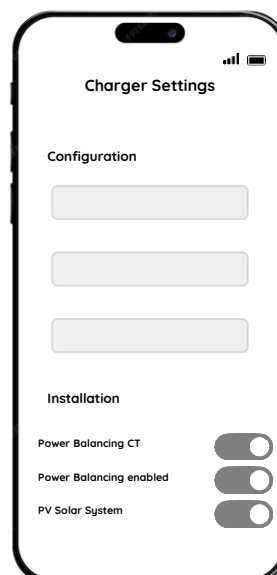 Charger Settings
Configuration
Installation
Power Balancing CT
Power Balancing enabled
PV Solar System